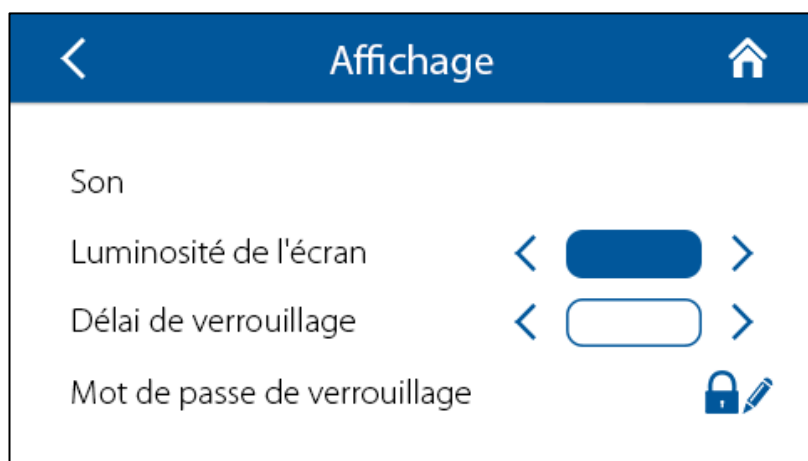 Affichage
Son
Luminosité de l'écran
Délai de verrouillage
Mot de passe de verrouillage